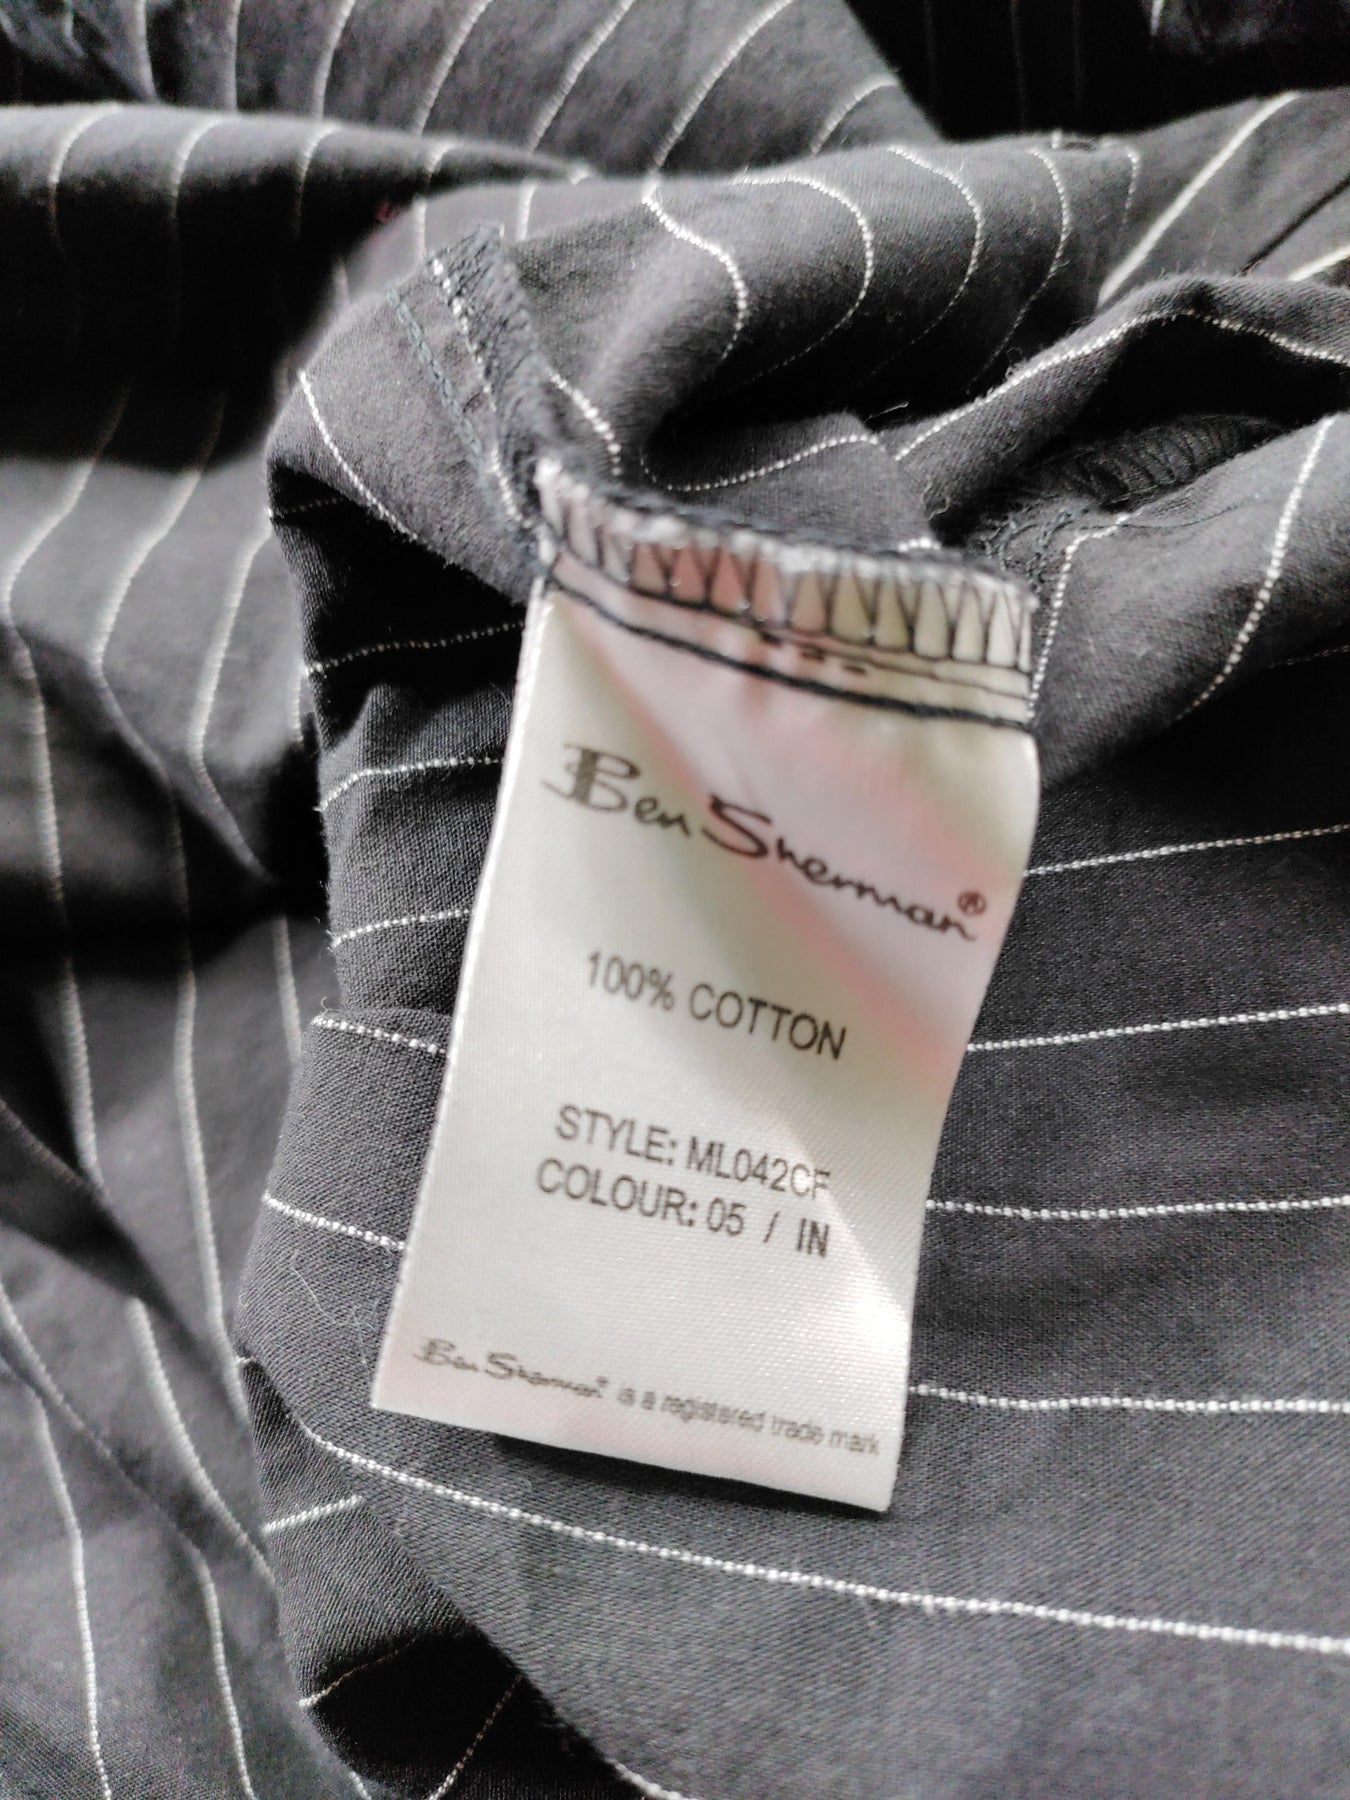 Ben Sherman®
100% COTTON
STYLE: ML042CF
COLOUR: 05 / IN
Ben Sherman® is a registered trade mark